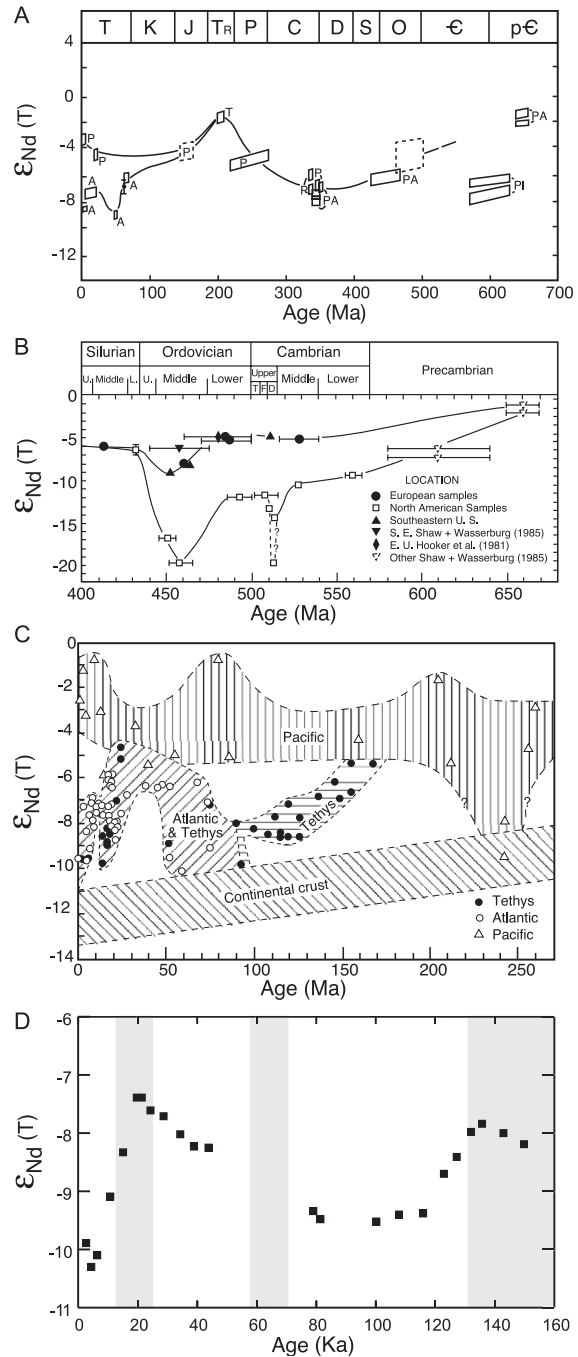 A
T K J TR P C D S O -C p-C
4
0
-4
-8
-12
εNd (T)
P
P
A
A
A
A
P
T
P
P
R
PA
PA
PI
PA
0 100 200 300 400 500 600 700
Age (Ma)
B
Silurian Ordovician Cambrian Precambrian
U. Middle L. U. Middle Lower Upper Middle Lower
T F D
0
-5
-10
-15
-20
εNd (T)
? ?
? ?
LOCATION
European samples
North American Samples
Southeastern U. S.
S. E. Shaw + Wasserburg (1985)
E. U. Hooker et al. (1981)
Other Shaw + Wasserburg (1985)
400 450 500 550 600 650
Age (Ma)
C
0
-2
-4
-6
-8
-10
-12
-14
εNd (T)
Pacific
Atlantic
& Tethys
Tethys
? ?
Continental crust
Tethys
Atlantic
Pacific
0 50 100 150 200 250
Age (Ma)
D
-6
-7
-8
-9
-10
-11
εNd (T)
0 20 40 60 80 100 120 140 160
Age (Ka)